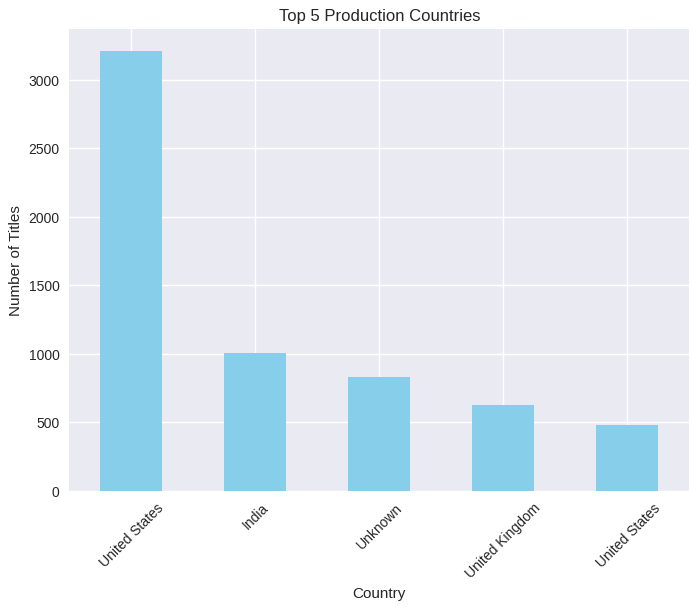 Top 5 Production Countries
Number of Titles
3000
2500
2000
1500
1000
500
0
United States
India
Unknown
United Kingdom
United States
Country